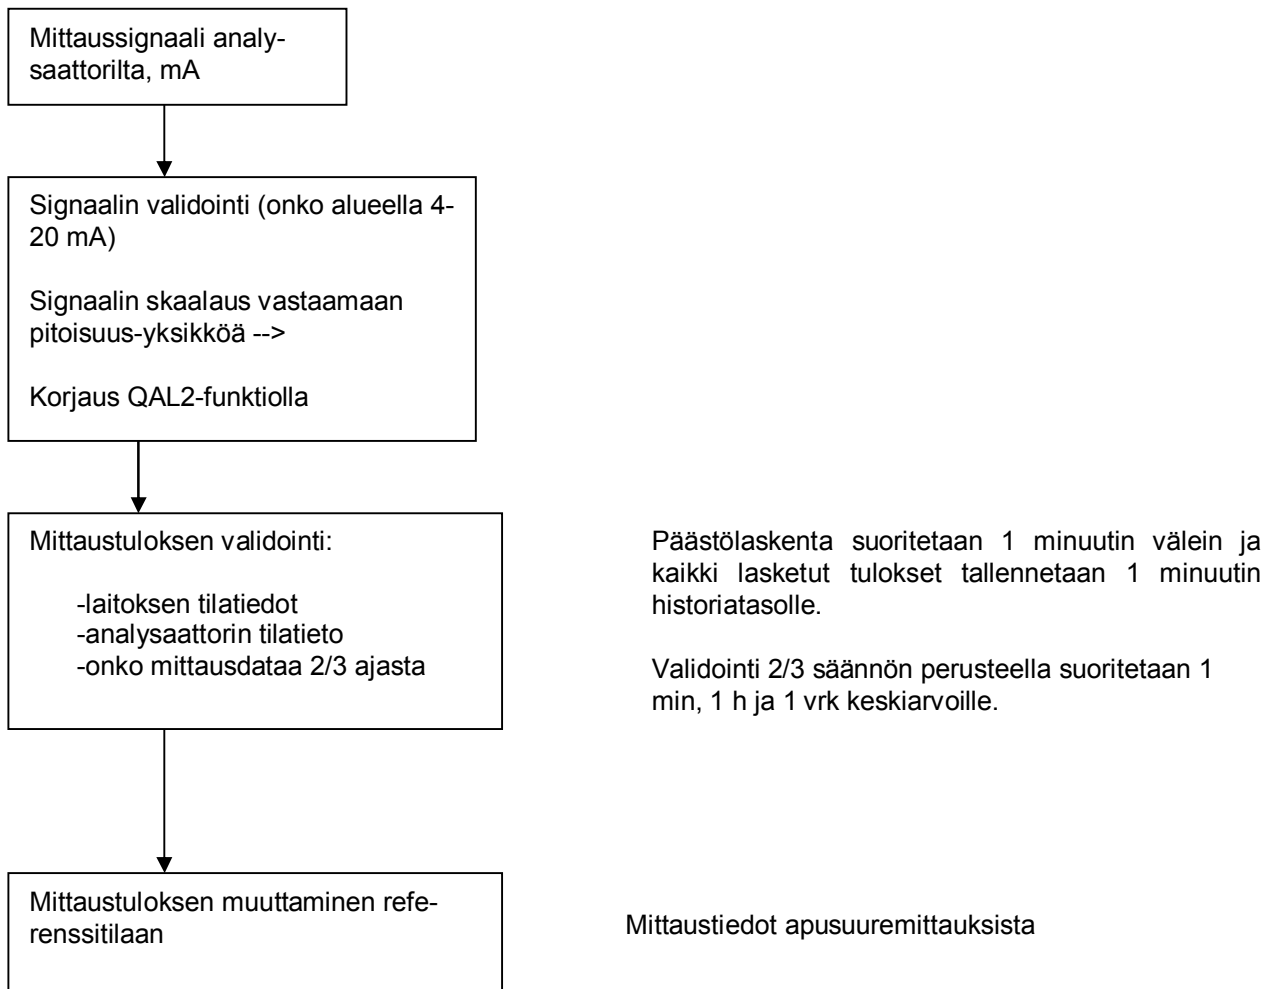 Mittaussignaali analy-
saattorilta, mA
Signaalin validointi (onko alueella 4-
20 mA)
Signaalin skaalaus vastaamaan
pitoisuus-yksikköä -->
Korjaus QAL2-funktiolla
Mittaustuloksen validointi:
-laitoksen tilatiedot
-analysaattorin tilatieto
-onko mittausdataa 2/3 ajasta
Päästölaskenta suoritetaan 1 minuutin välein ja
kaikki lasketut tulokset tallennetaan 1 minuutin
historiatasolle.
Validointi 2/3 säännön perusteella suoritetaan 1
min, 1 h ja 1 vrk keskiarvoille.
Mittaustuloksen muuttaminen refe-
renssitilaan
Mittaustiedot apusuuremittauksista